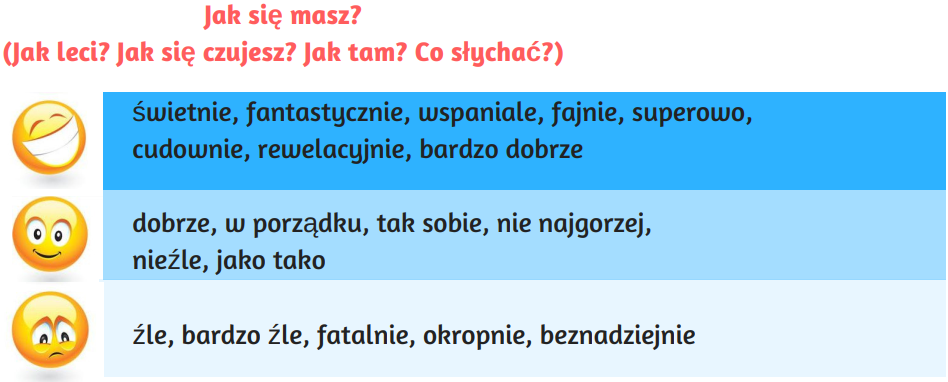 Jak się masz?
(Jak leci? Jak się czujesz? Jak tam? Co słychać?)
świetnie, fantastycznie, wspaniale, fajnie, superowo,
cudownie, rewelacyjnie, bardzo dobrze
dobrze, w porządku, tak sobie, nie najgorzej,
nieźle, jako tako
źle, bardzo źle, fatalnie, okropnie, beznadziejnie